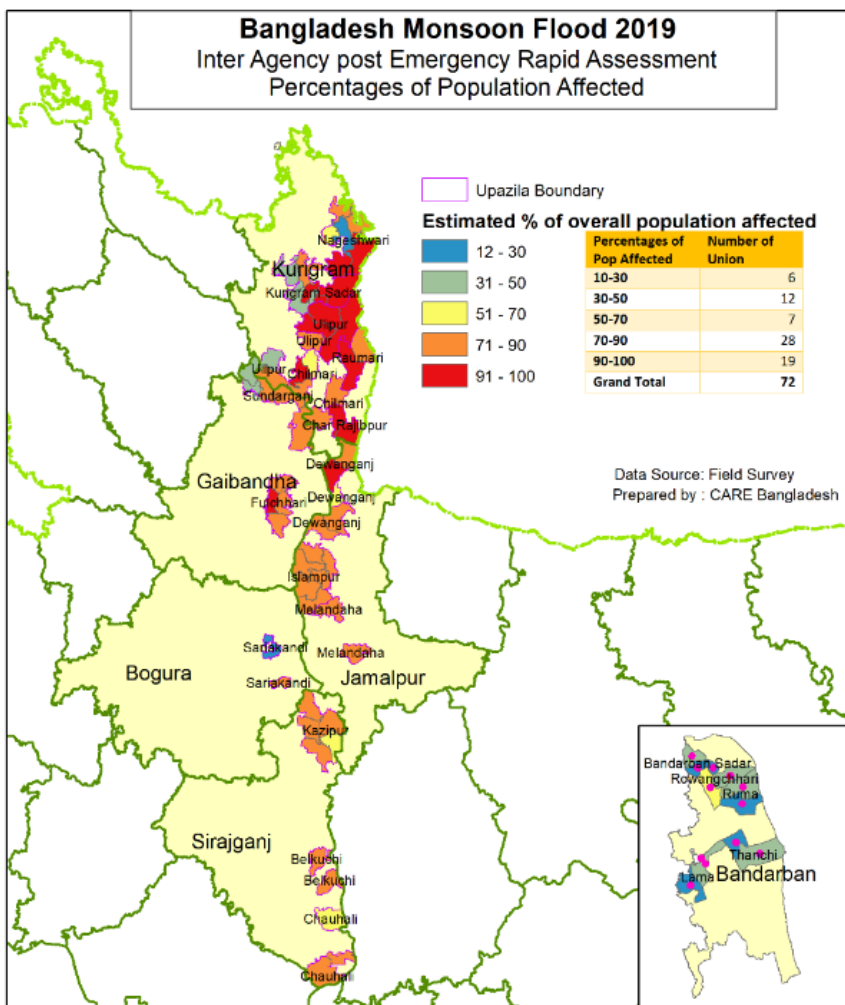 Bangladesh Monsoon Flood 2019
Inter Agency post Emergency Rapid Assessment
Percentages of Population Affected
Upazila Boundary
Estimated % of overall population affected
12 - 30
31 - 50
51 - 70
71 - 90
91 - 100
Percentages of Pop Affected Number of Union
10-30 6
30-50 12
50-70 7
70-90 28
90-100 19
Grand Total 72
Data Source: Field Survey
Prepared by : CARE Bangladesh
Nageshwari
Kurigram
Kurigram Sadar
Ulipur
Ulipur
Raumari
Ulipur
Chilmari
Sundarganj
Chilmari
Char Rajibpur
Dewanganj
Gaibandha
Dewanganj
Fulchhari
Dewanganj
Islampur
Melandaha
Sariakandi
Melandaha
Bogura
Jamalpur
Sariakandi
Kazipur
Sirajganj
Belkuchi
Belkuchi
Chauhali
Chauhali
Bandarban Sadar
Rowangchhari
Ruma
Thanchi
Lama
Bandarban